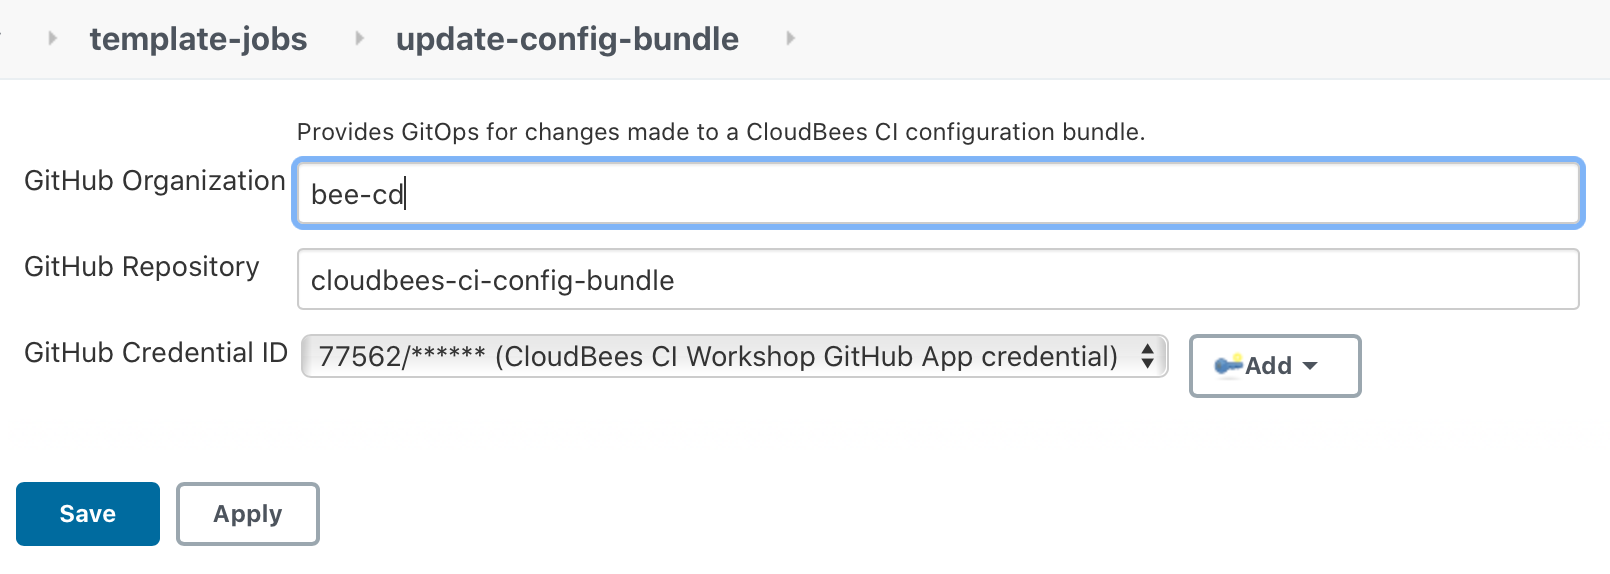 template-jobs update-config-bundle
Provides GitOps for changes made to a CloudBees CI configuration bundle.
GitHub Organization bee-cd
GitHub Repository cloudbees-ci-config-bundle
GitHub Credential ID 77562/****** (CloudBees CI Workshop GitHub App credential) Add
Save Apply